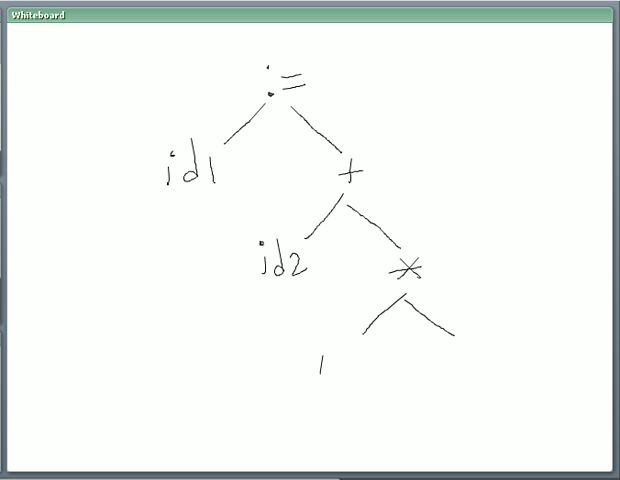 Whiteboard
:=
id1 +
id2 *